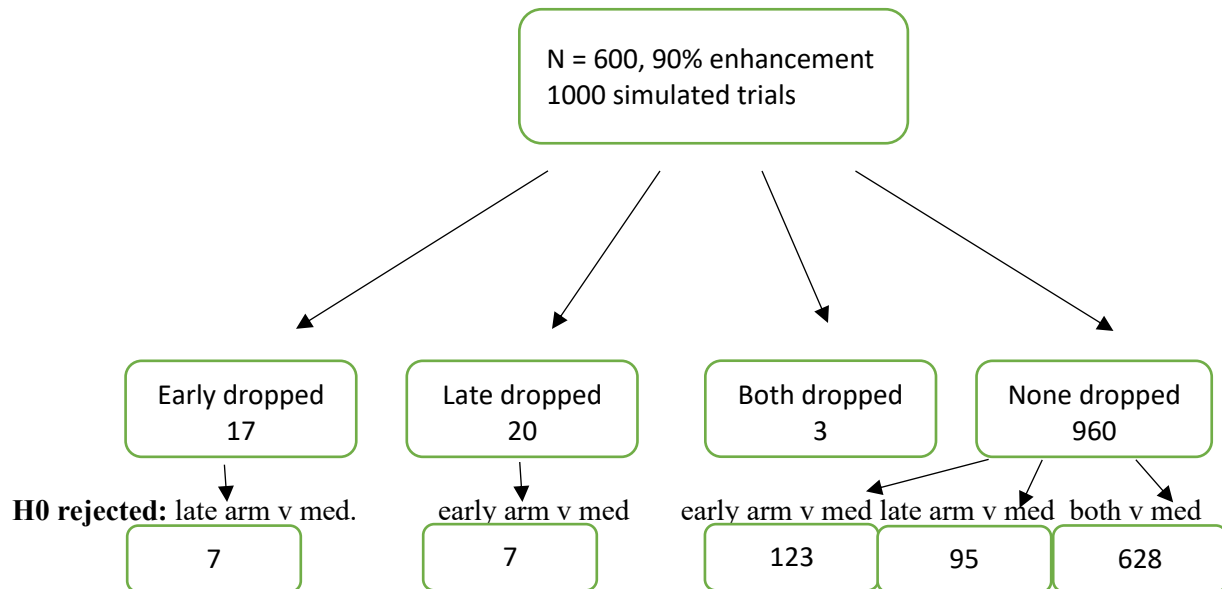 N = 600, 90% enhancement
1000 simulated trials
Early dropped
17
Late dropped
20
Both dropped
3
None dropped
960
H0 rejected: late arm v med.
early arm v med
early arm v med
late arm v med
both v med
7
7
123
95
628